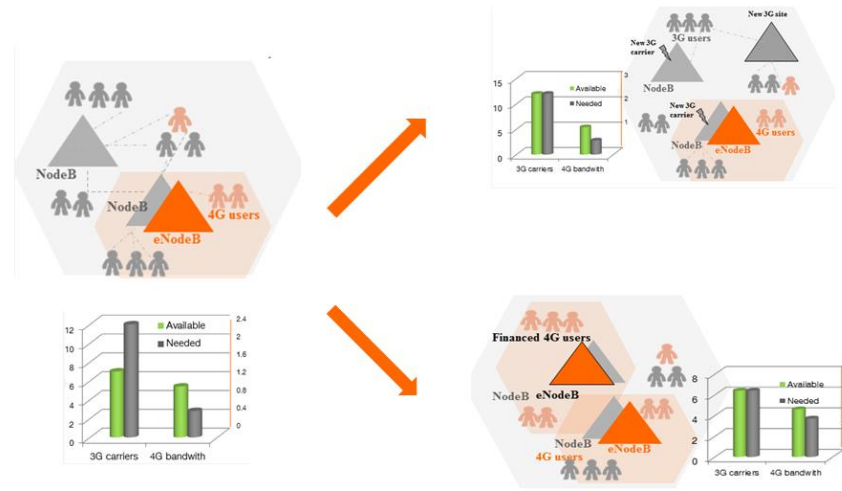 NodeB
NodeB
4G users
eNodeB
12
10
8
6
4
2
0
Available
Needed
2.4
2
1.6
1.2
0.8
0.4
0
3G carriers
4G bandwith
New 3G site
3G users
New 3G
carrier
NodeB
New 3G
carrier
4G users
NodeB
eNodeB
15
10
5
0
Available
Needed
3
2
1
3G carriers
4G bandwith
Financed 4G users
eNodeB
NodeB
NodeB
eNodeB
4G users
8
6
4
2
0
Available
Needed
3G carriers
4G bandwith